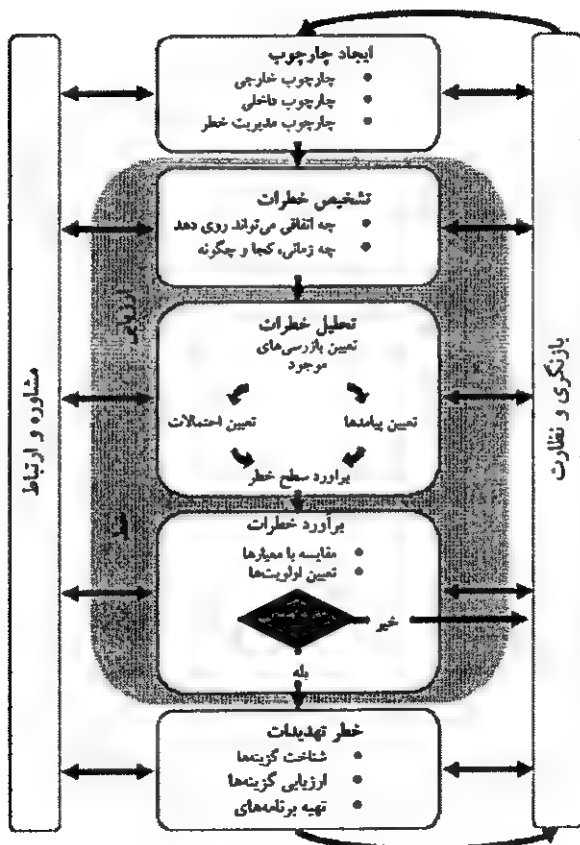 ایجاد چارچوب
چارچوب خارجی
چارچوب داخلی
چارچوب مدیریت خطر
تشخیص خطرات
چه اتفاقی می‌تواند روی دهد
چه زمانی، کجا و چگونه
تحلیل خطرات
تعیین بازرسی‌های
موجود
تعیین پیامدها
تعیین احتمالات
براورد سطح خطر
برآورد خطرات
مقایسه با معیارها
تعیین اولویت‌ها
خیر
بله
خطر تهدیدات
شناخت گزینه‌ها
ارزیابی گزینه‌ها
تهیه برنامه‌های
بازنگری و نظارت
مشاوره و ارتباط
ارزیابی
خطر